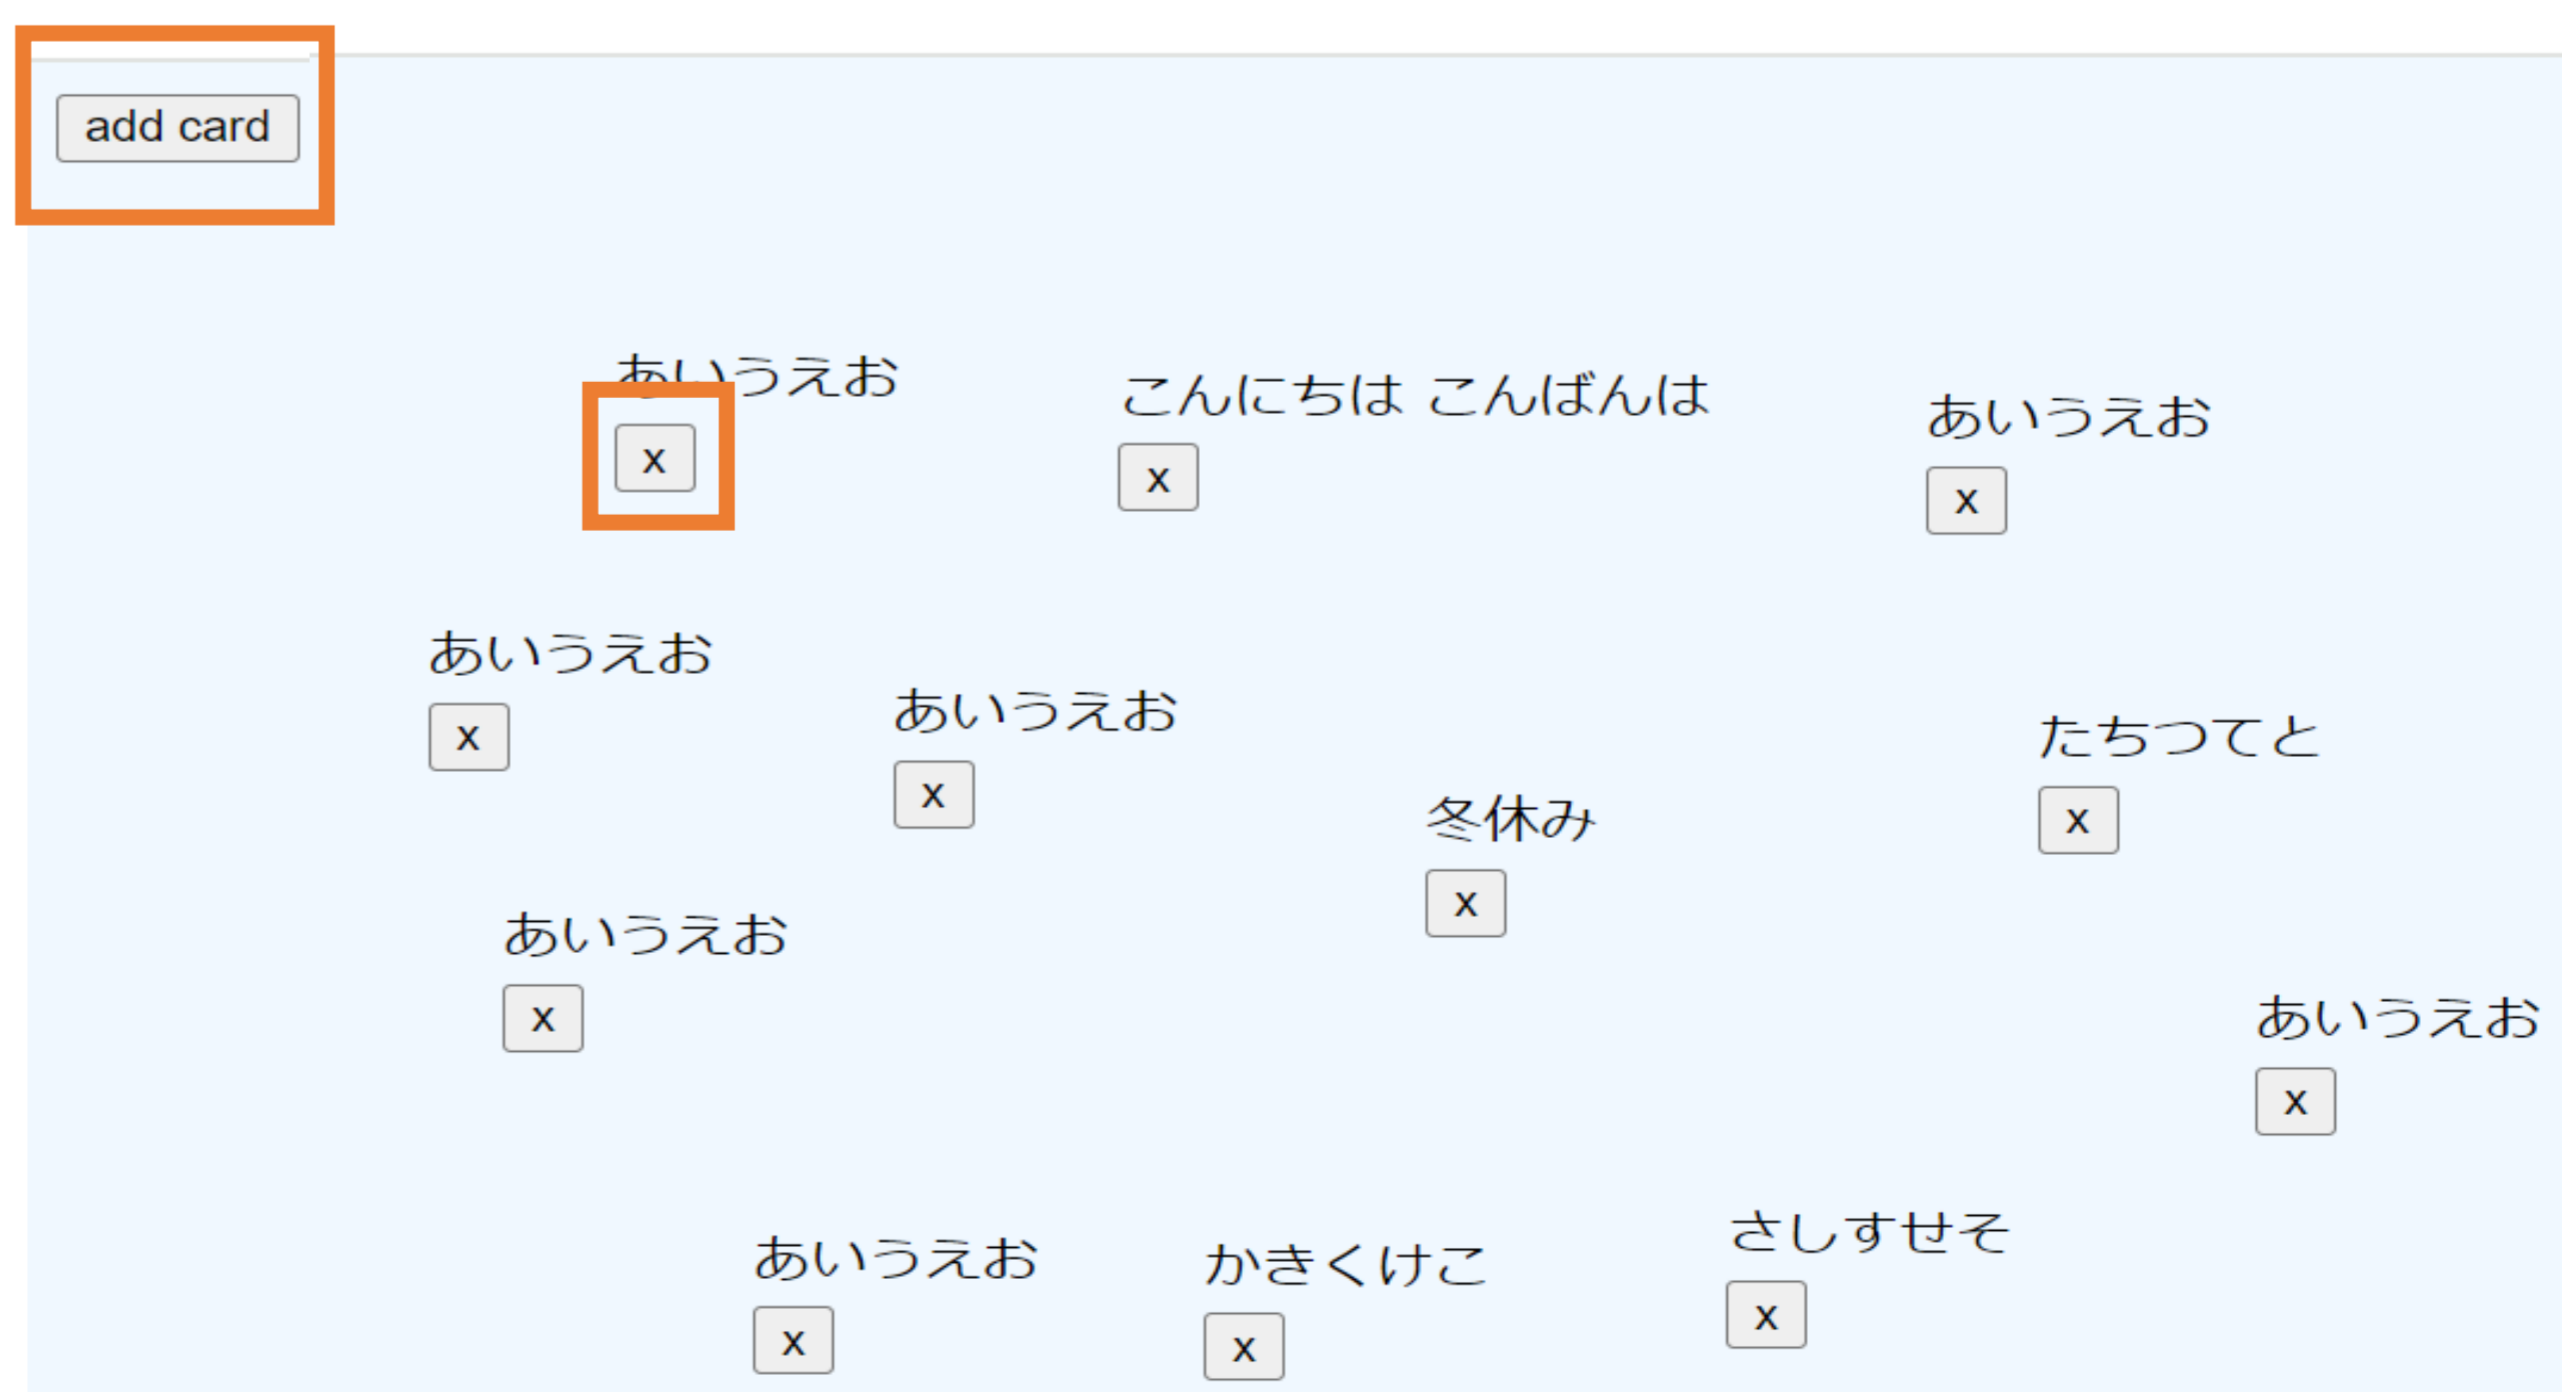 add card
あいうえお
x
こんにちは こんばんは
x
あいうえお
x
あいうえお
x
あいうえお
x
たちつてと
x
冬休み
x
あいうえお
x
あいうえお
x
あいうえお
x
かきくけこ
x
さしすせそ
x